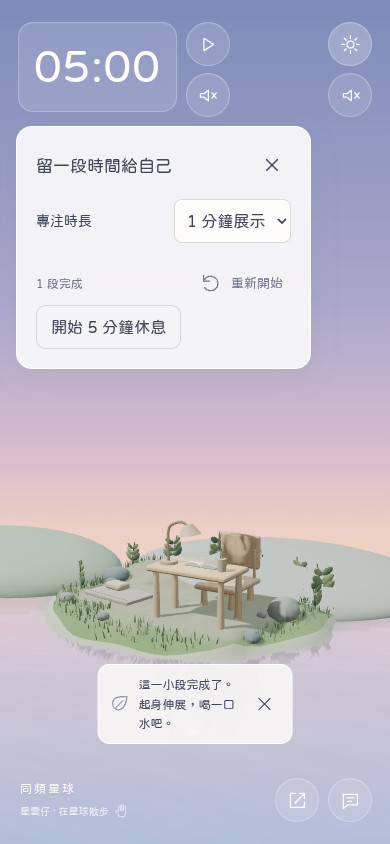 05:00
留一段時間給自己
專注時長
1 分鐘展示
1 段完成
重新開始
開始 5 分鐘休息
這一小段完成了。
起身伸展，喝一口
水吧。
同頻星球
星雲仔 · 在星球散步